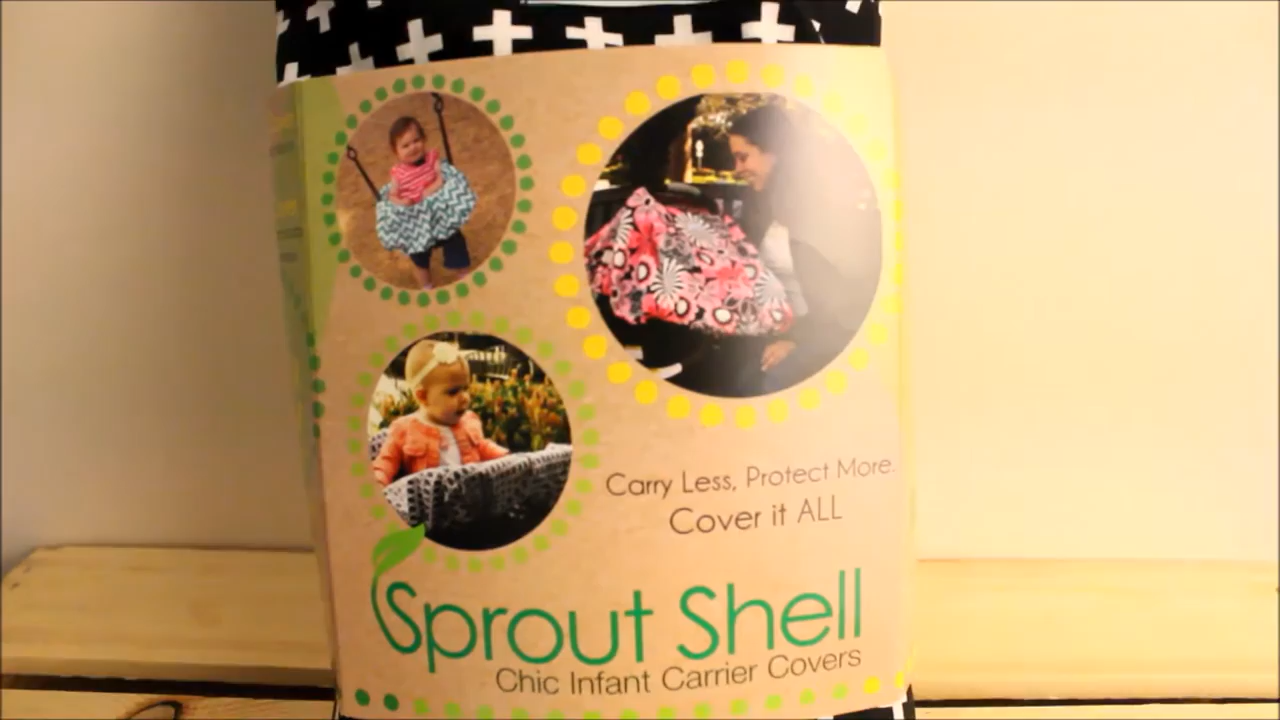 Carry Less, Protect More.
Cover it ALL
Sprout Shell
Chic Infant Carrier Covers